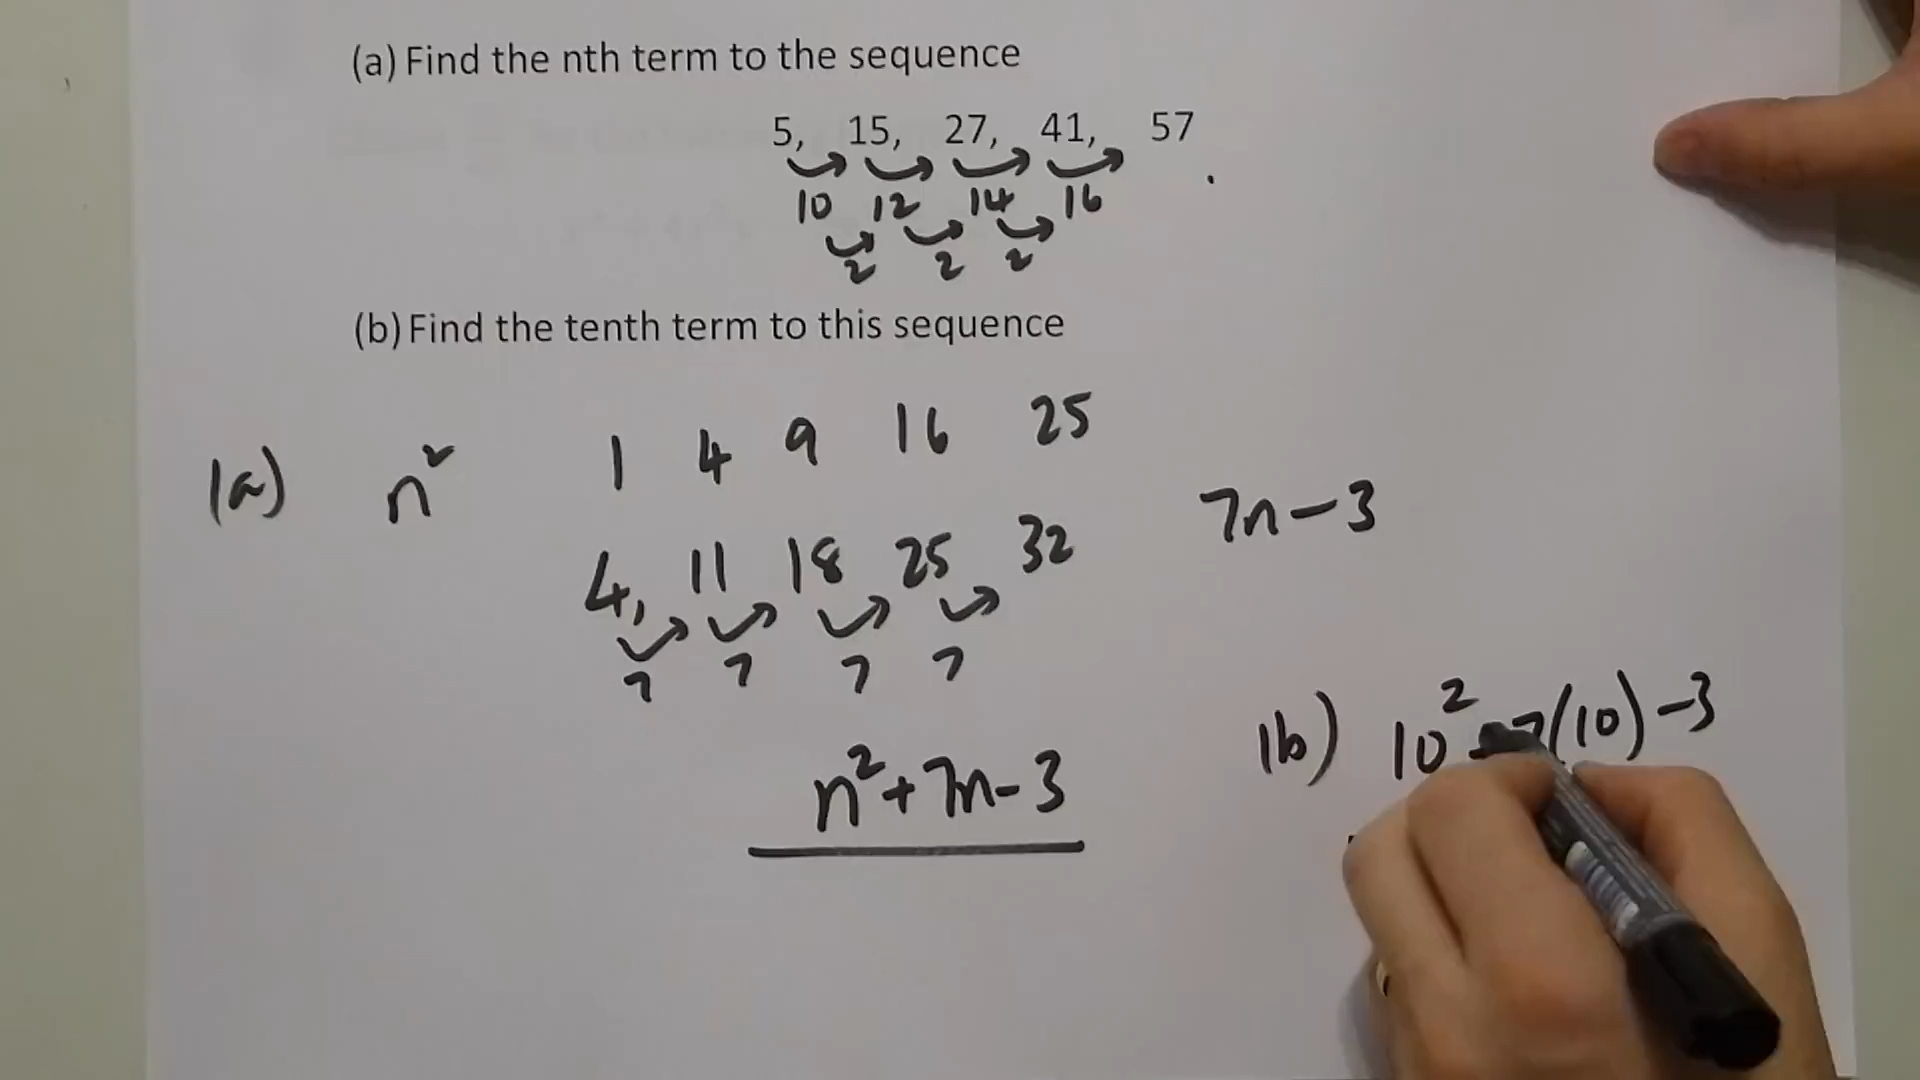 (a) Find the nth term to the sequence
5, 15, 27, 41, 57
10 12 14 16
2 2 2
(b) Find the tenth term to this sequence
(a) n² 1 4 9 16 25
4, 11 18 25 32 7n-3
7 7 7 7
(b) 10² 7(10) -3
n² + 7n - 3